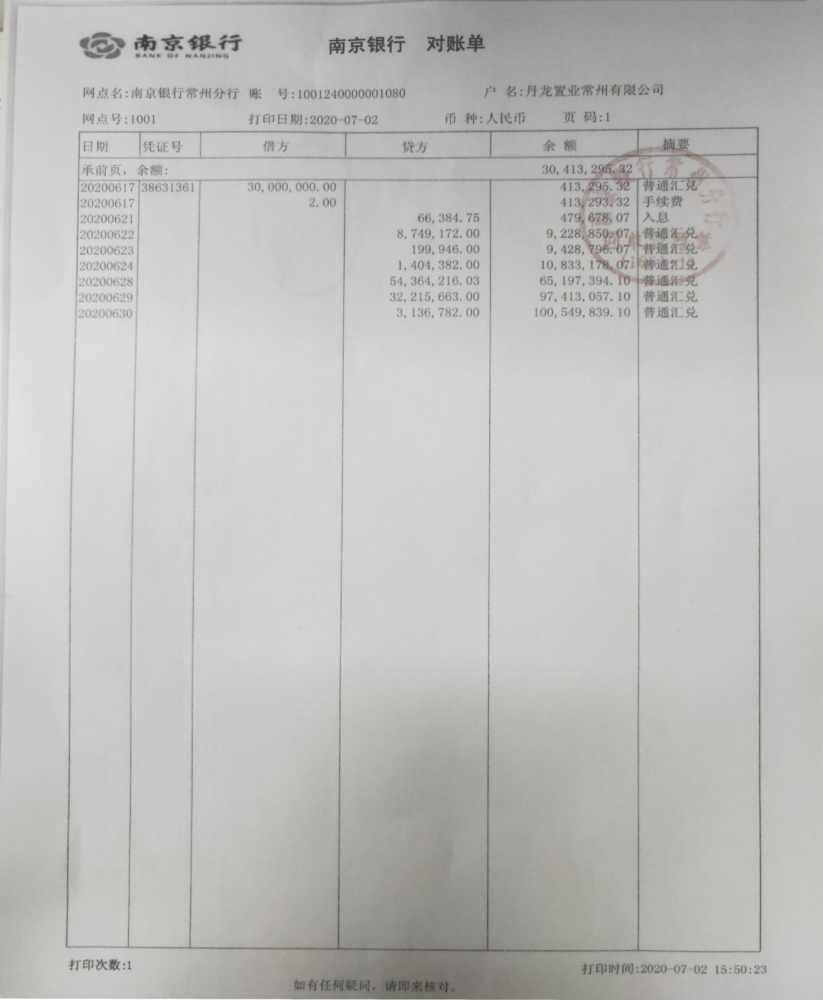 南京银行
BANK OF NANJING
南京银行 对账单
网点名:南京银行常州分行 账 号:1001240000001080 户 名:丹龙置业常州有限公司
网点号:1001 打印日期:2020-07-02 币 种:人民币 页 码:1
日期 凭证号 借方 贷方 余 额 摘要
承前页，余额: 30,413,295.32
20200617 38631361 30,000,000.00 413,295.32 普通汇兑
20200617 2.00 413,293.32 手续费
20200621 66,384.75 479,678.07 入息
20200622 8,749,172.00 9,228,850.07 普通汇兑
20200623 199,946.00 9,428,796.07 普通汇兑
20200624 1,404,382.00 10,833,178.07 普通汇兑
20200628 54,364,216.03 65,197,394.10 普通汇兑
20200629 32,215,663.00 97,413,057.10 普通汇兑
20200630 3,136,782.00 100,549,839.10 普通汇兑
打印次数:1 打印时间:2020-07-02 15:50:23
如有任何疑问，请即来核对。